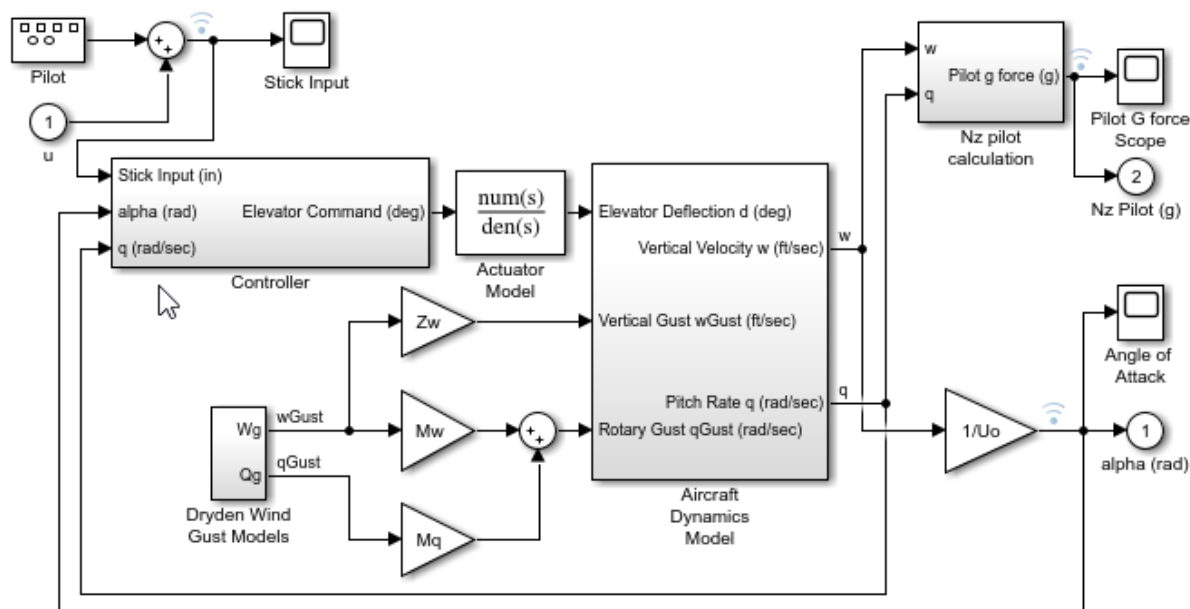 Pilot
Stick Input
1
u
Stick Input (in)
alpha (rad)
q (rad/sec)
Elevator Command (deg)
Controller
num(s)
den(s)
Actuator
Model
Elevator Deflection d (deg)
Vertical Velocity w (ft/sec)
Vertical Gust wGust (ft/sec)
Pitch Rate q (rad/sec)
Rotary Gust qGust (rad/sec)
Aircraft
Dynamics
Model
w
q
w
q
Pilot g force (g)
Nz pilot
calculation
Pilot G force
Scope
2
Nz Pilot (g)
Angle of
Attack
1/Uo
1
alpha (rad)
Zw
Mw
Mq
Wg
Qg
wGust
qGust
Dryden Wind
Gust Models